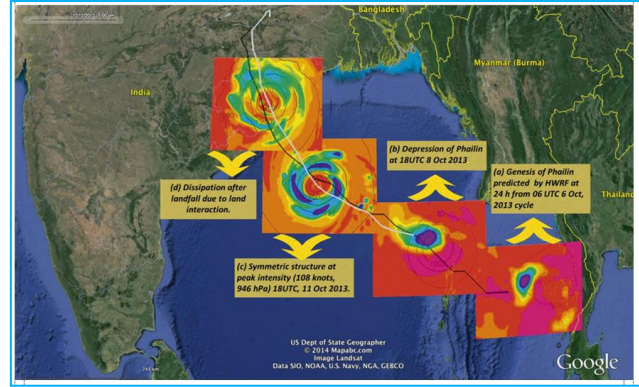 Bangladesh
Myanmar (Burma)
India
Thailand
(b) Depression of Phailin
at 18UTC 8 Oct 2013
(a) Genesis of Phailin
predicted by HWRF at
24 h from 06 UTC 6 Oct,
2013 cycle
(d) Dissipation after
landfall due to land
interaction.
(c) Symmetric structure at
peak intensity (108 knots,
946 hPa) 18UTC, 11 Oct 2013.
US Dept of State Geographer
© 2014 Mapabc.com
Image Landsat
Data SIO, NOAA, U.S. Navy, NGA, GEBCO
Google